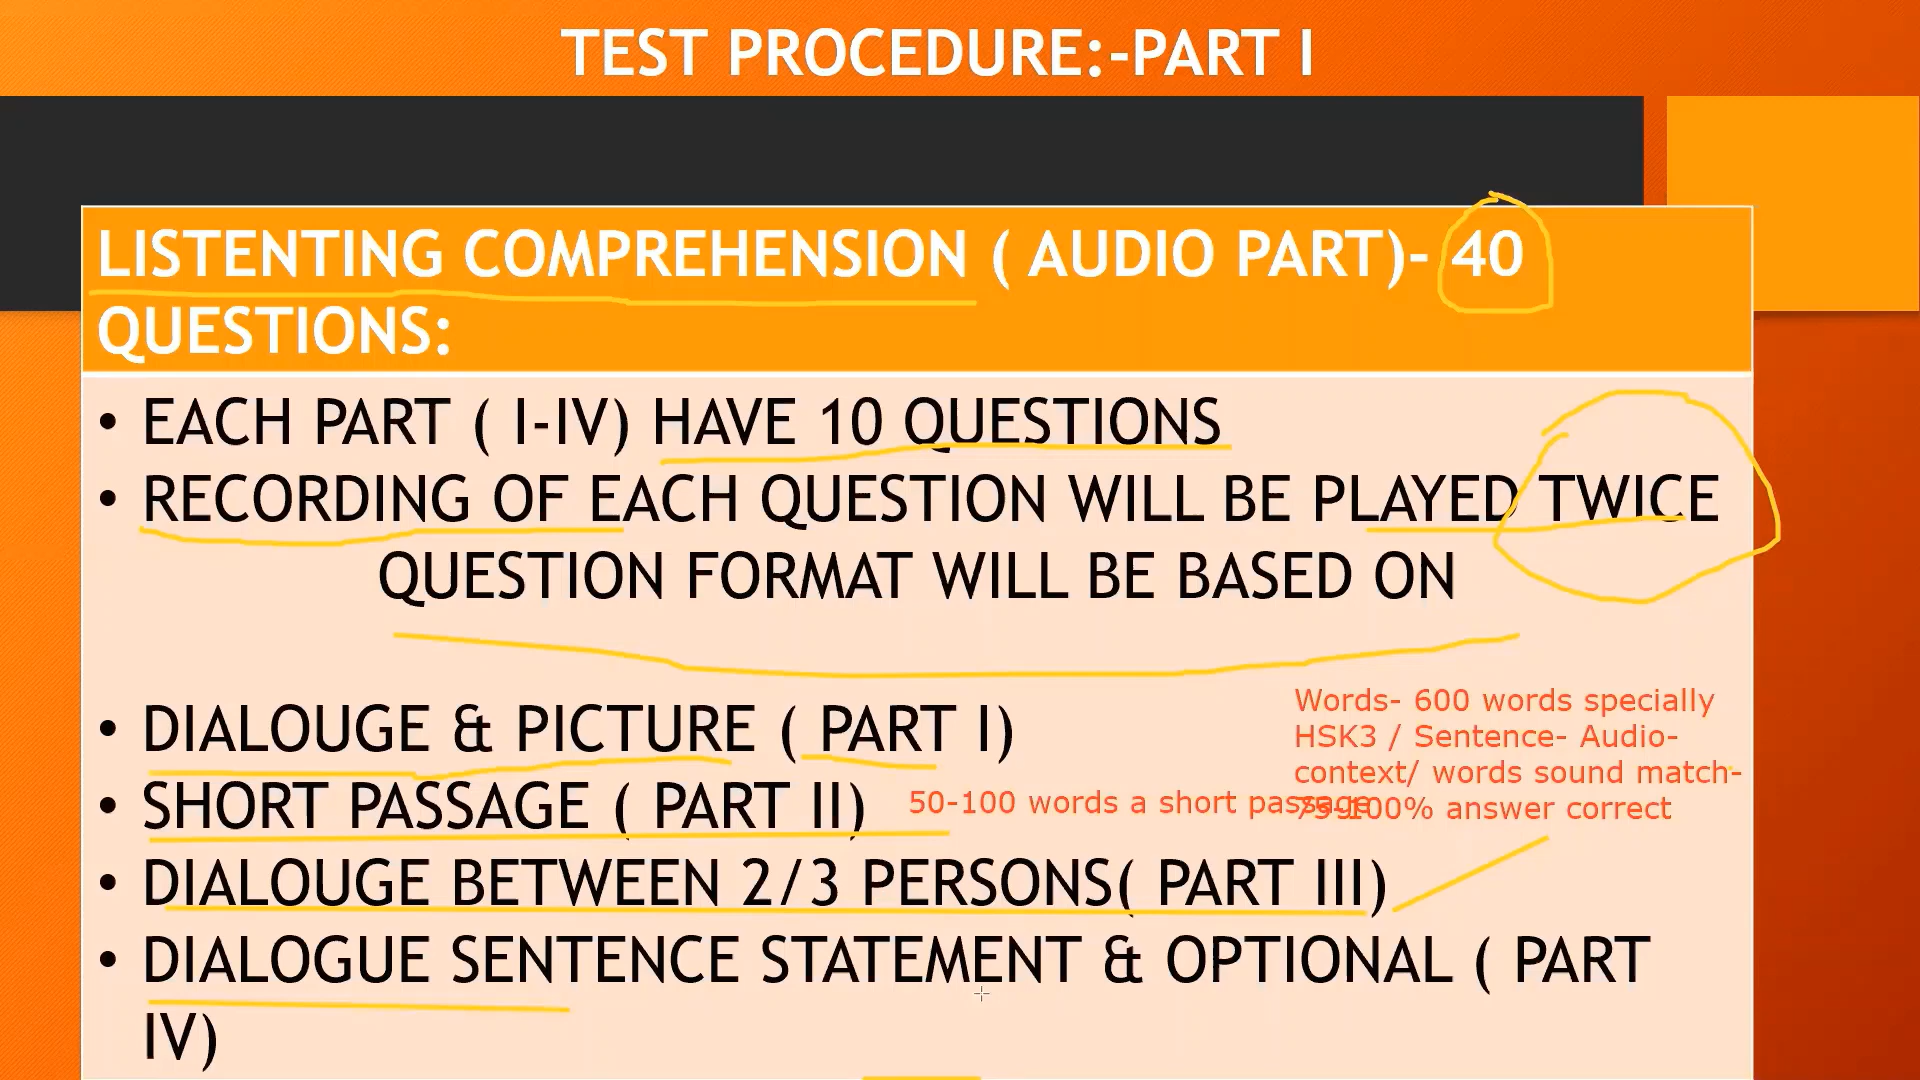 TEST PROCEDURE:-PART I
LISTENTING COMPREHENSION ( AUDIO PART)- 40
QUESTIONS:
• EACH PART ( I-IV) HAVE 10 QUESTIONS
• RECORDING OF EACH QUESTION WILL BE PLAYED TWICE
QUESTION FORMAT WILL BE BASED ON
• DIALOUGE & PICTURE ( PART I)
• SHORT PASSAGE ( PART II)
50-100 words a short passage
Words- 600 words specially
HSK3 / Sentence- Audio-
context/ words sound match-
75-100% answer correct
• DIALOUGE BETWEEN 2/3 PERSONS( PART III)
• DIALOGUE SENTENCE STATEMENT & OPTIONAL ( PART
IV)